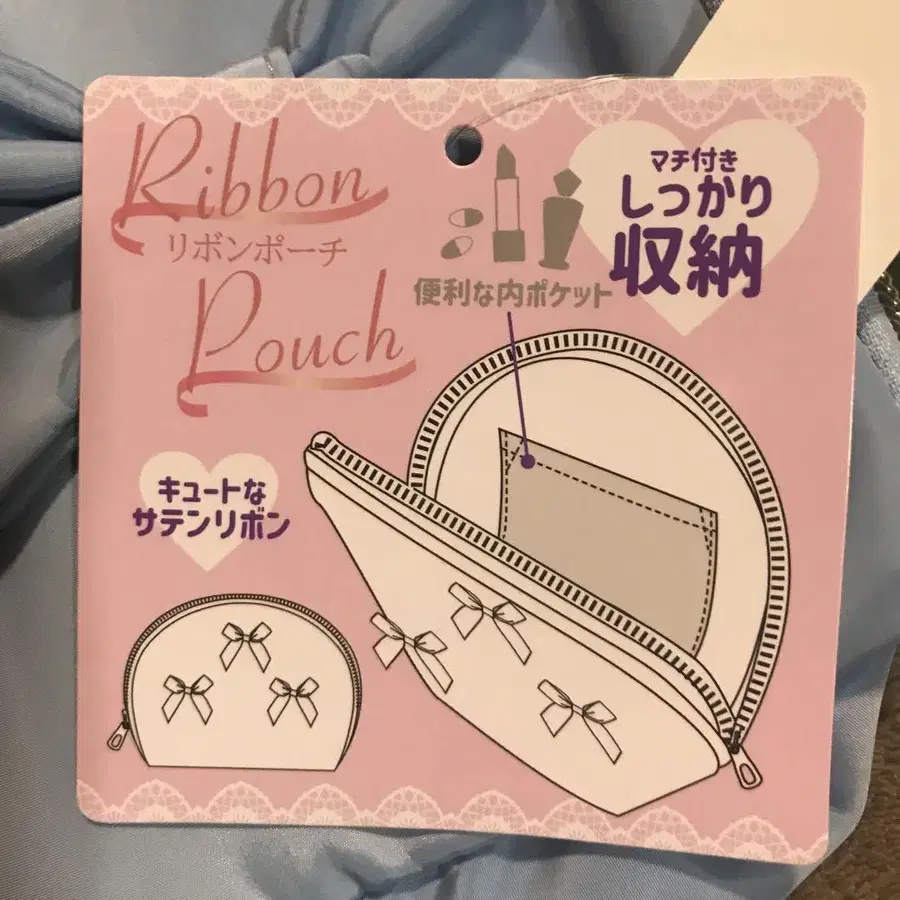 Ribbon
リボンポーチ
Pouch
マチ付き
しっかり
収納
便利な内ポケット
キュートな
サテンリボン